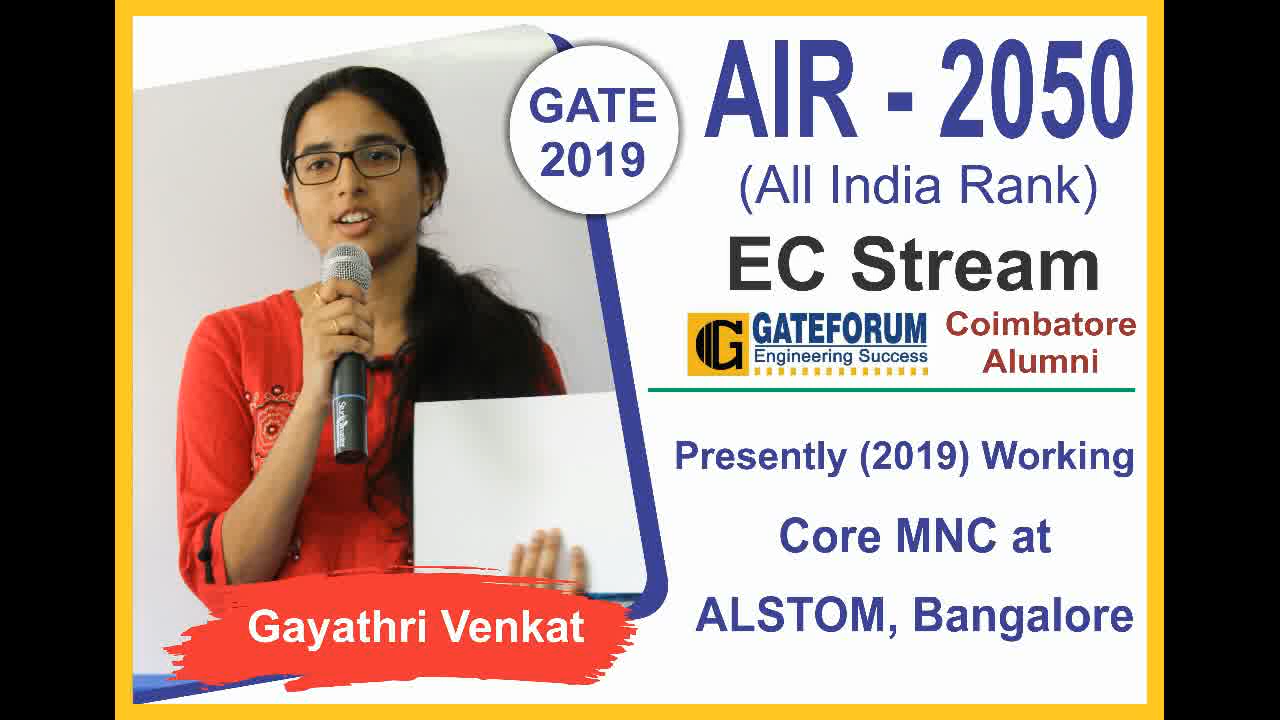 GATE
2019
AIR - 2050
(All India Rank)
EC Stream
G GATEFORUM
Engineering Success
Coimbatore
Alumni
Presently (2019) Working
Core MNC at
ALSTOM, Bangalore
Studiomaster
Gayathri Venkat